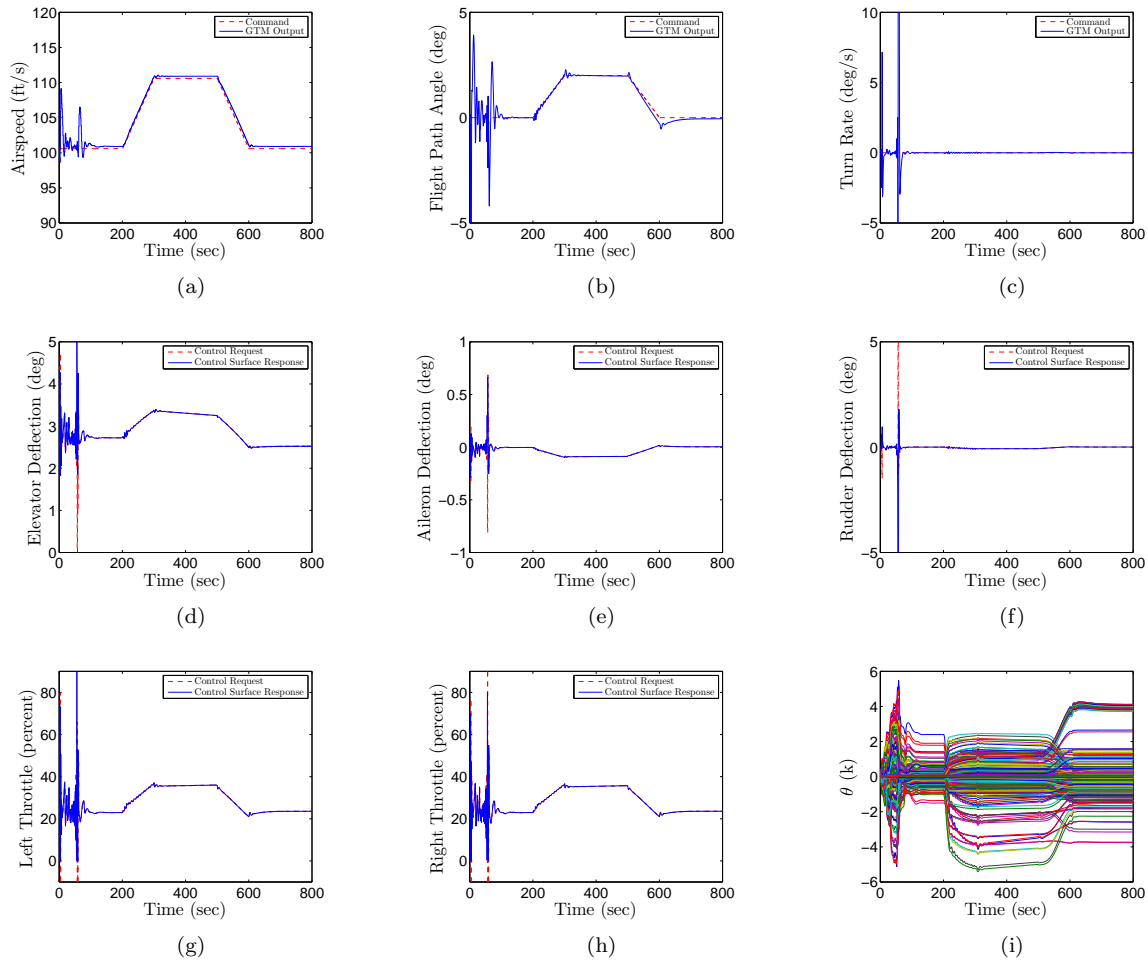 120
115
110
105
100
95
90
Airspeed (ft/s)
Command
GTM Output
0 200 400 600 800
Time (sec)
(a)
5
0
−5
Flight Path Angle (deg)
Command
GTM Output
0 200 400 600 800
Time (sec)
(b)
10
5
0
−5
Turn Rate (deg/s)
Command
GTM Output
0 200 400 600 800
Time (sec)
(c)
5
4
3
2
1
0
Elevator Deflection (deg)
Control Request
Control Surface Response
0 200 400 600 800
Time (sec)
(d)
1
0.5
0
−0.5
−1
Aileron Deflection (deg
Control Request
Control Surface Response
0 200 400 600 800
Time (sec)
(e)
5
0
−5
Rudder Deflection (deg)
Control Request
Control Surface Response
0 200 400 600 800
Time (sec)
(f)
80
60
40
20
0
Left Throttle (percent)
Control Request
Control Surface Response
0 200 400 600 800
Time (sec)
(g)
80
60
40
20
0
Right Throttle (percent)
Control Request
Control Surface Response
0 200 400 600 800
Time (sec)
(h)
6
4
2
0
−2
−4
−6
θ (k)
0 200 400 600 800
Time (sec)
(i)